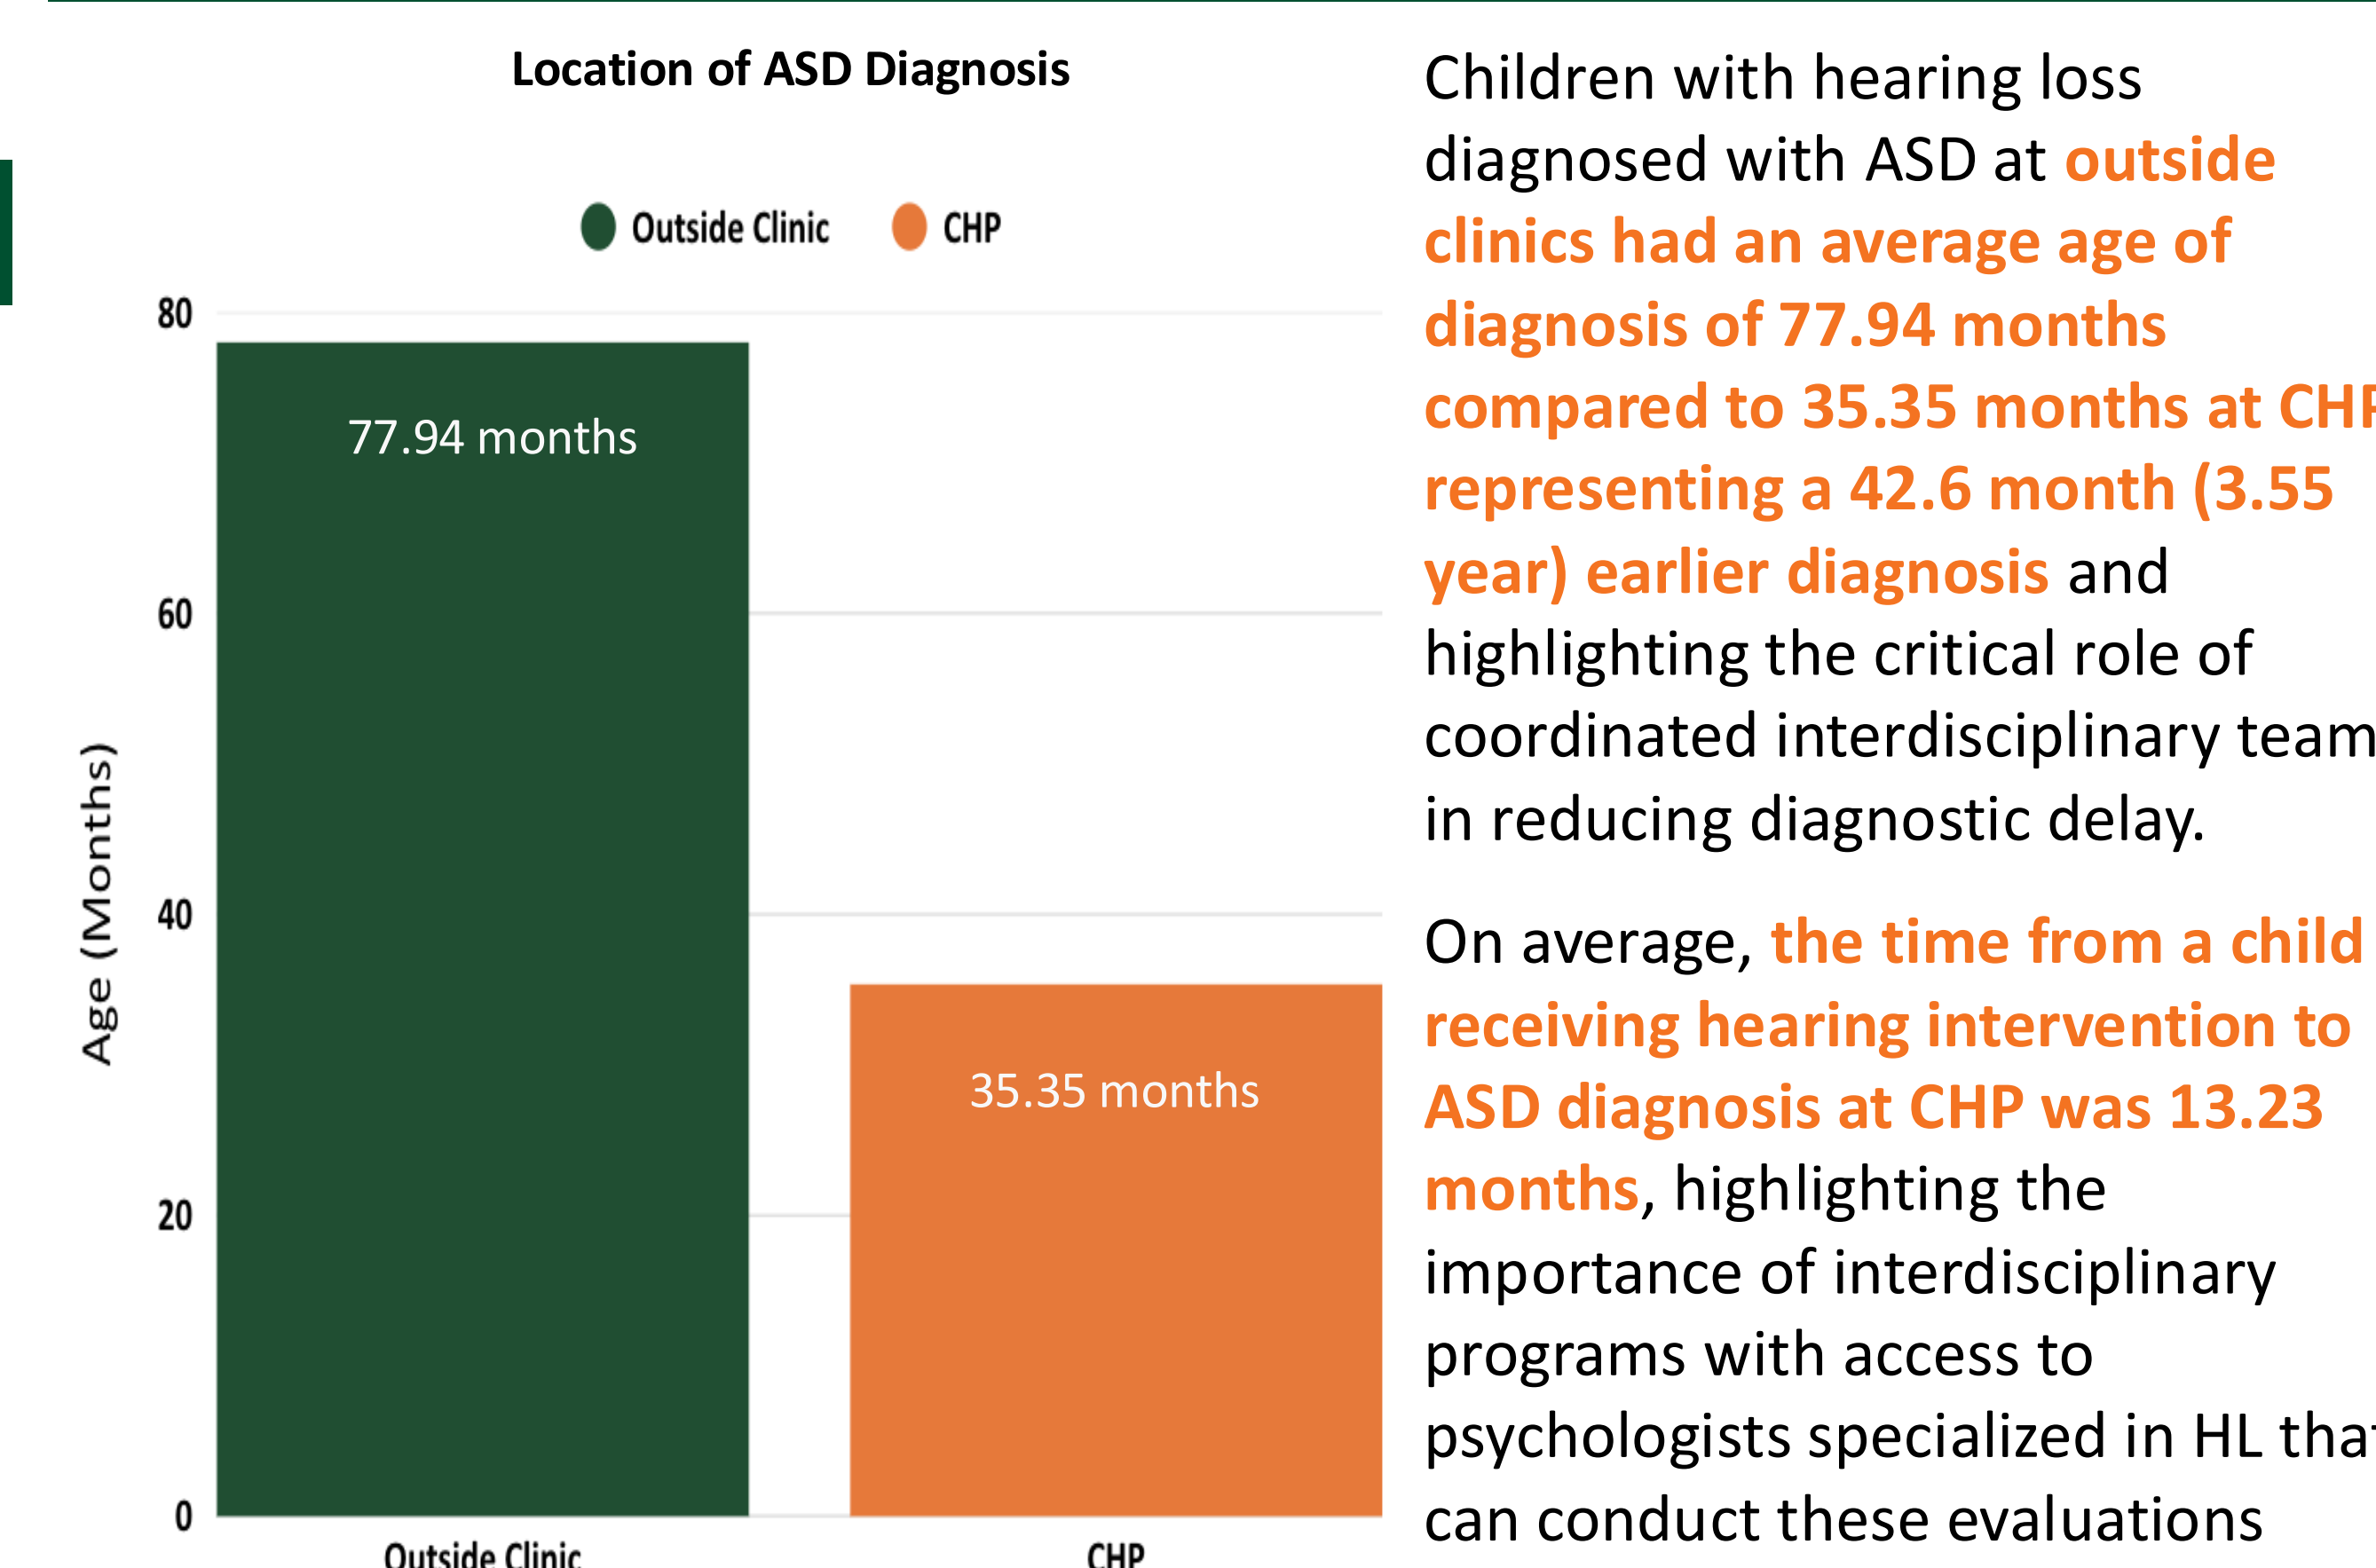 Location of ASD Diagnosis
Outside Clinic
CHP
80
60
40
20
0
Age (Months)
77.94 months
35.35 months
Outside Clinic
CHP
Children with hearing loss
diagnosed with ASD at outside
clinics had an average age of
diagnosis of 77.94 months
compared to 35.35 months at CHP
representing a 42.6 month (3.55
year) earlier diagnosis and
highlighting the critical role of
coordinated interdisciplinary team
in reducing diagnostic delay.
On average, the time from a child
receiving hearing intervention to
ASD diagnosis at CHP was 13.23
months, highlighting the
importance of interdisciplinary
programs with access to
psychologists specialized in HL that
can conduct these evaluations